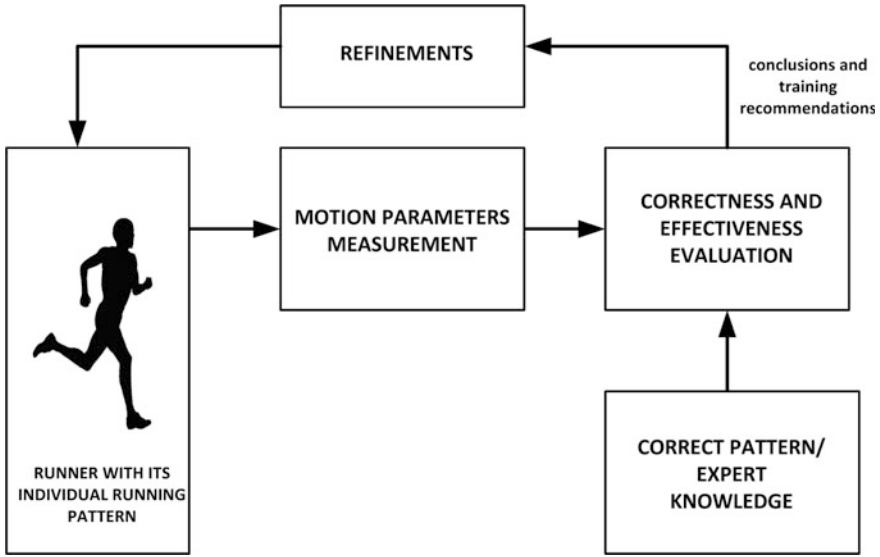 REFINEMENTS
conclusions and
training
recommendations
MOTION PARAMETERS
MEASUREMENT
CORRECTNESS AND
EFFECTIVENESS
EVALUATION
RUNNER WITH ITS
INDIVIDUAL RUNNING
PATTERN
CORRECT PATTERN/
EXPERT
KNOWLEDGE